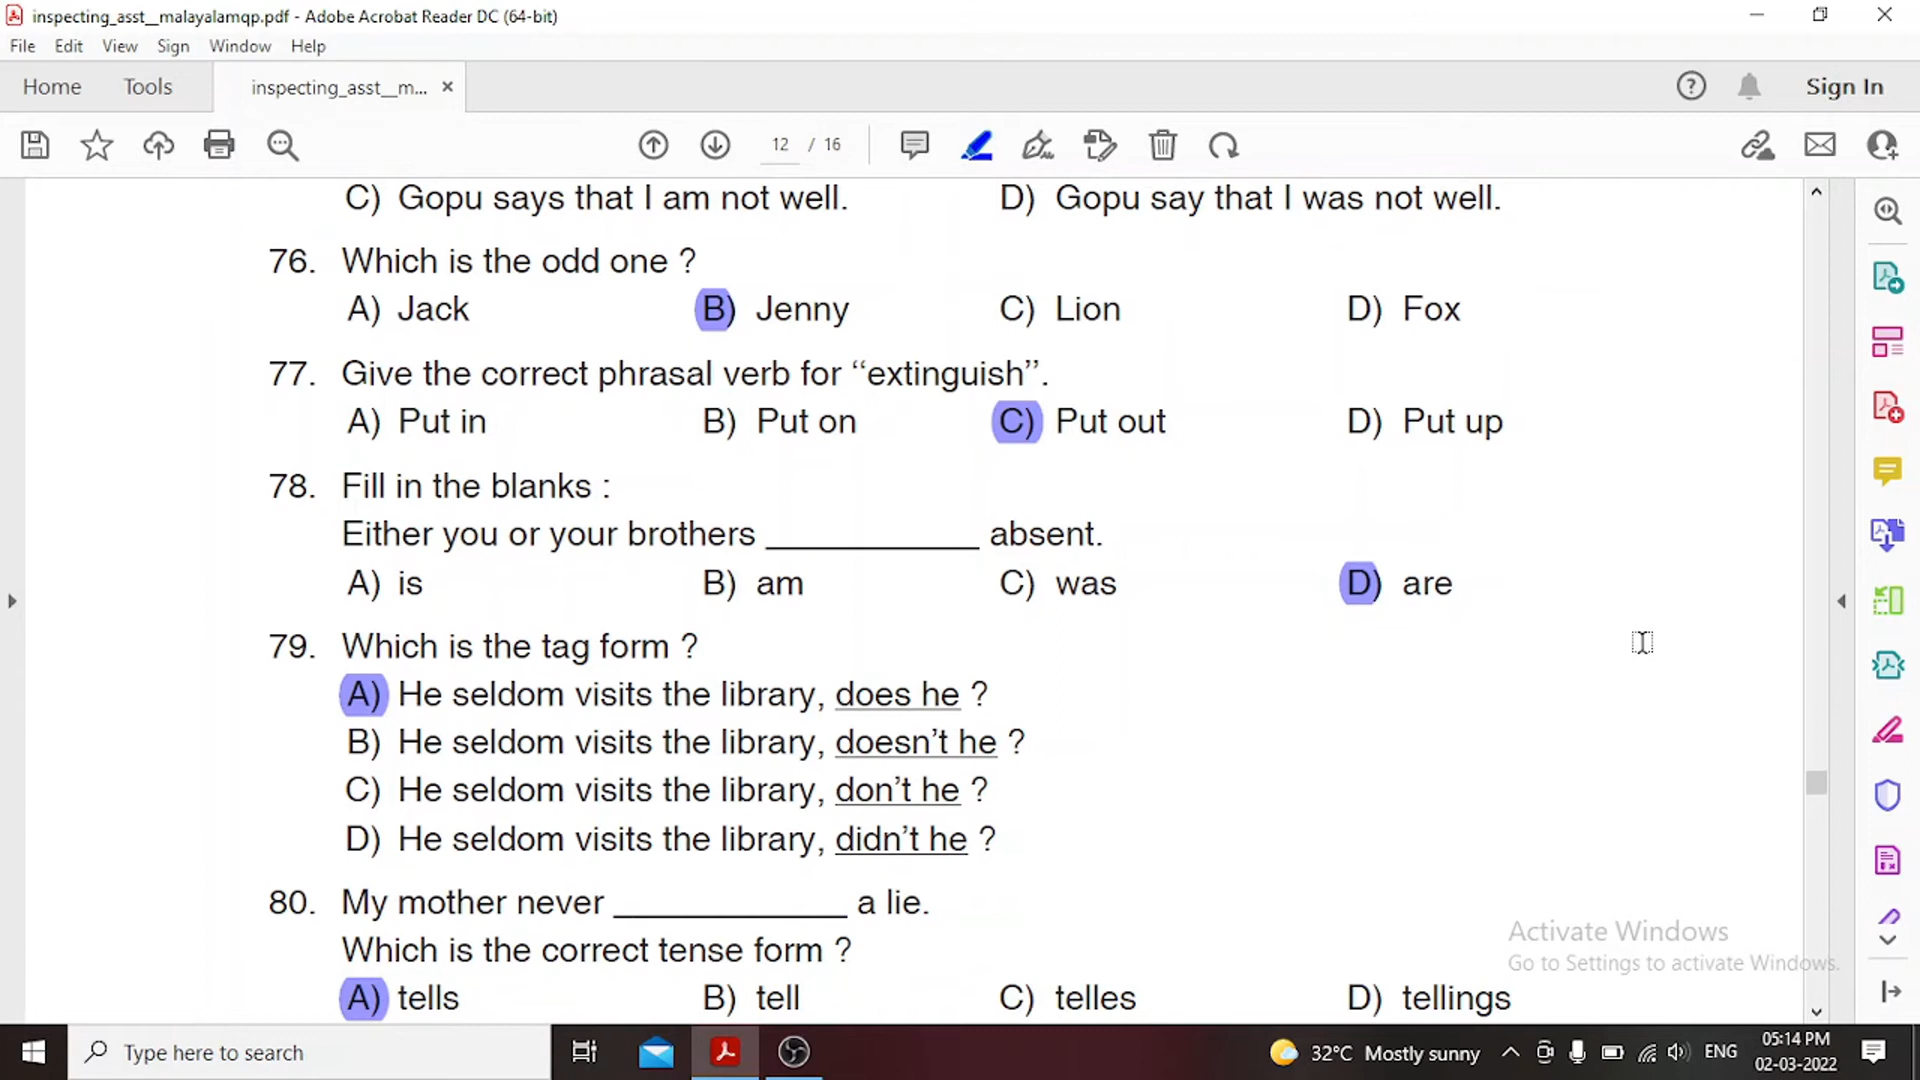 inspecting_asst__malayalamqp.pdf - Adobe Acrobat Reader DC (64-bit)
File Edit View Sign Window Help
Home Tools inspecting_asst__m... × Sign In
12 / 16
C) Gopu says that I am not well. D) Gopu say that I was not well.
76. Which is the odd one ?
A) Jack B) Jenny C) Lion D) Fox
77. Give the correct phrasal verb for ‘‘extinguish’’.
A) Put in B) Put on C) Put out D) Put up
78. Fill in the blanks :
Either you or your brothers ____________ absent.
A) is B) am C) was D) are
79. Which is the tag form ?
A) He seldom visits the library, does he ?
B) He seldom visits the library, doesn’t he ?
C) He seldom visits the library, don’t he ?
D) He seldom visits the library, didn’t he ?
80. My mother never _____________ a lie.
Which is the correct tense form ?
A) tells B) tell C) telles D) tellings
Activate Windows
Go to Settings to activate Windows.
Type here to search
32°C Mostly sunny
ENG
05:14 PM
02-03-2022